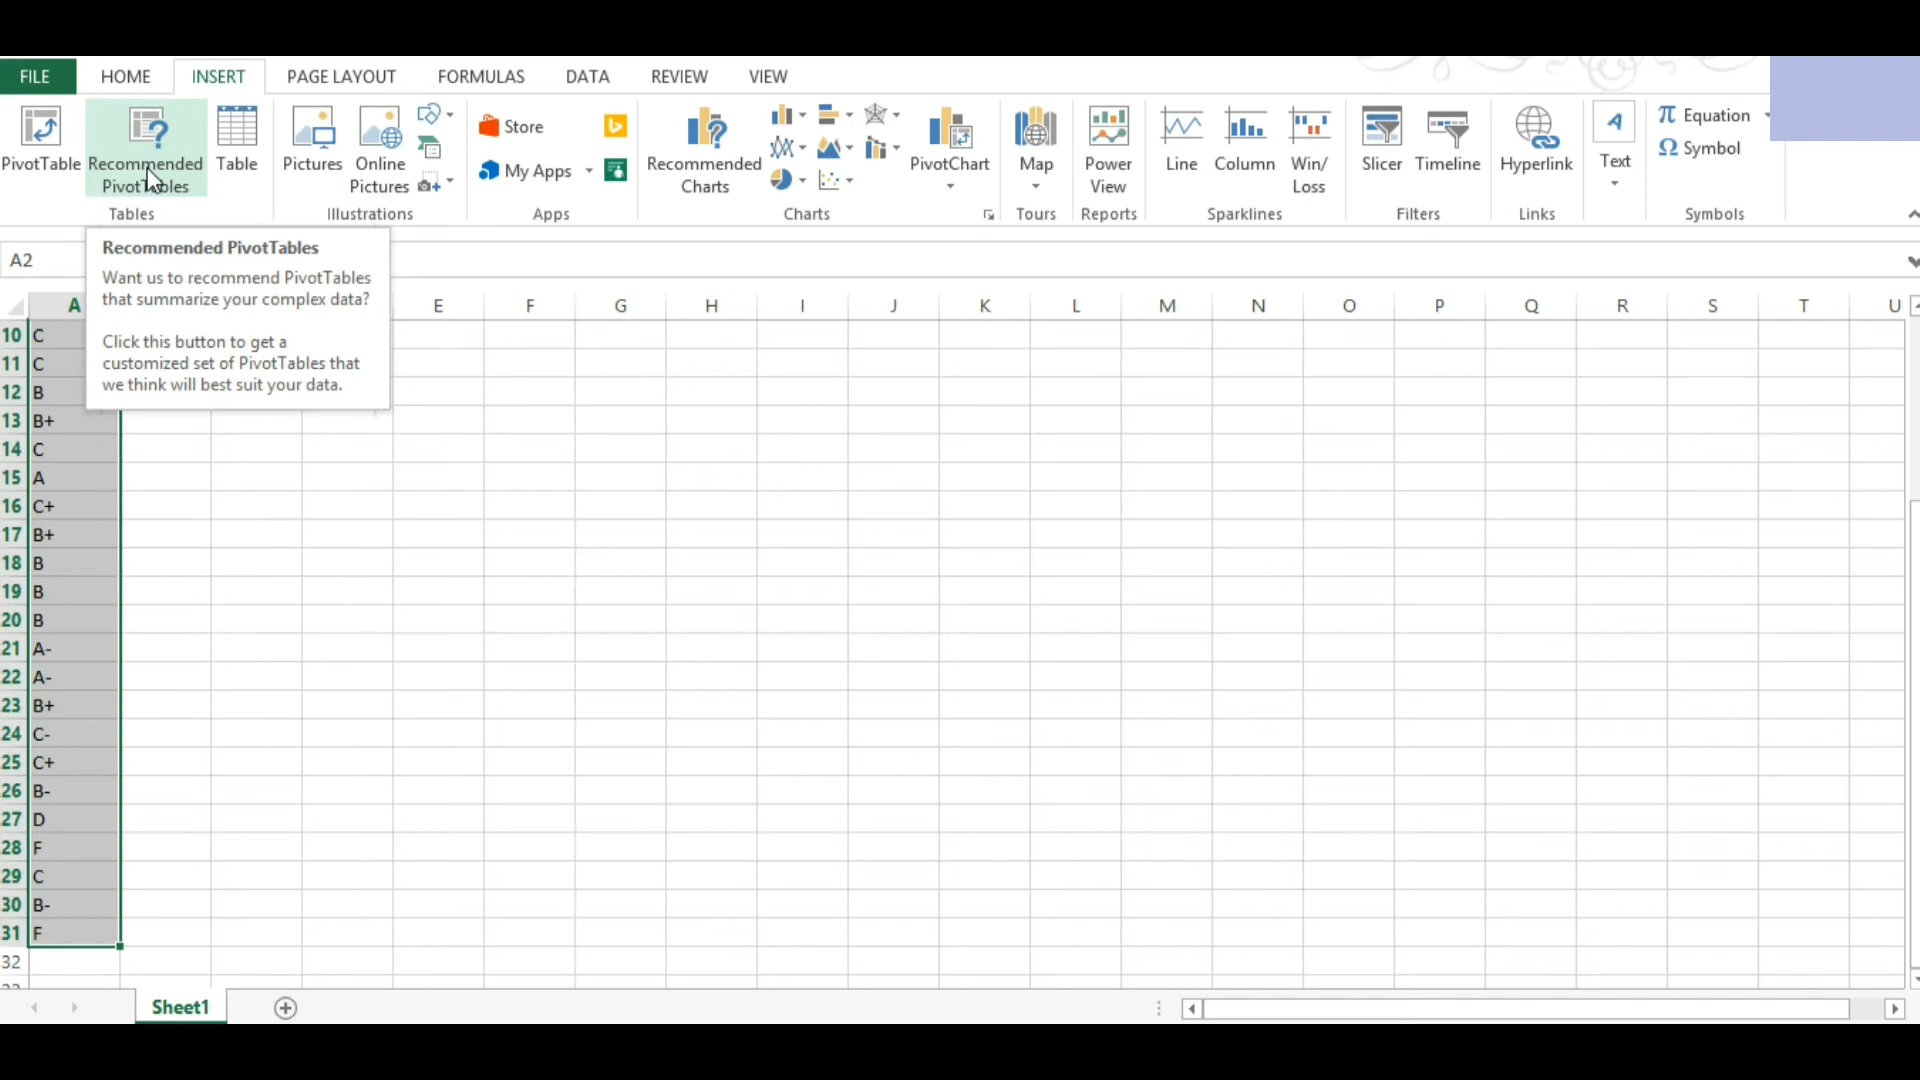 FILE HOME INSERT PAGE LAYOUT FORMULAS DATA REVIEW VIEW
PivotTable
Recommended
PivotTables
Table
Tables
Pictures
Online
Pictures
Illustrations
Store
My Apps
Apps
Recommended
Charts
PivotChart
Charts
Map
Tours
Power
View
Reports
Line
Column
Win/
Loss
Sparklines
Slicer
Timeline
Filters
Hyperlink
Links
Text
Equation
Symbol
Symbols
A2
Recommended PivotTables
Want us to recommend PivotTables
that summarize your complex data?
Click this button to get a
customized set of PivotTables that
we think will best suit your data.
A E F G H I J K L M N O P Q R S T U
10 C
11 C
12 B
13 B+
14 C
15 A
16 C+
17 B+
18 B
19 B
20 B
21 A-
22 A-
23 B+
24 C-
25 C+
26 B-
27 D
28 F
29 C
30 B-
31 F
32
Sheet1